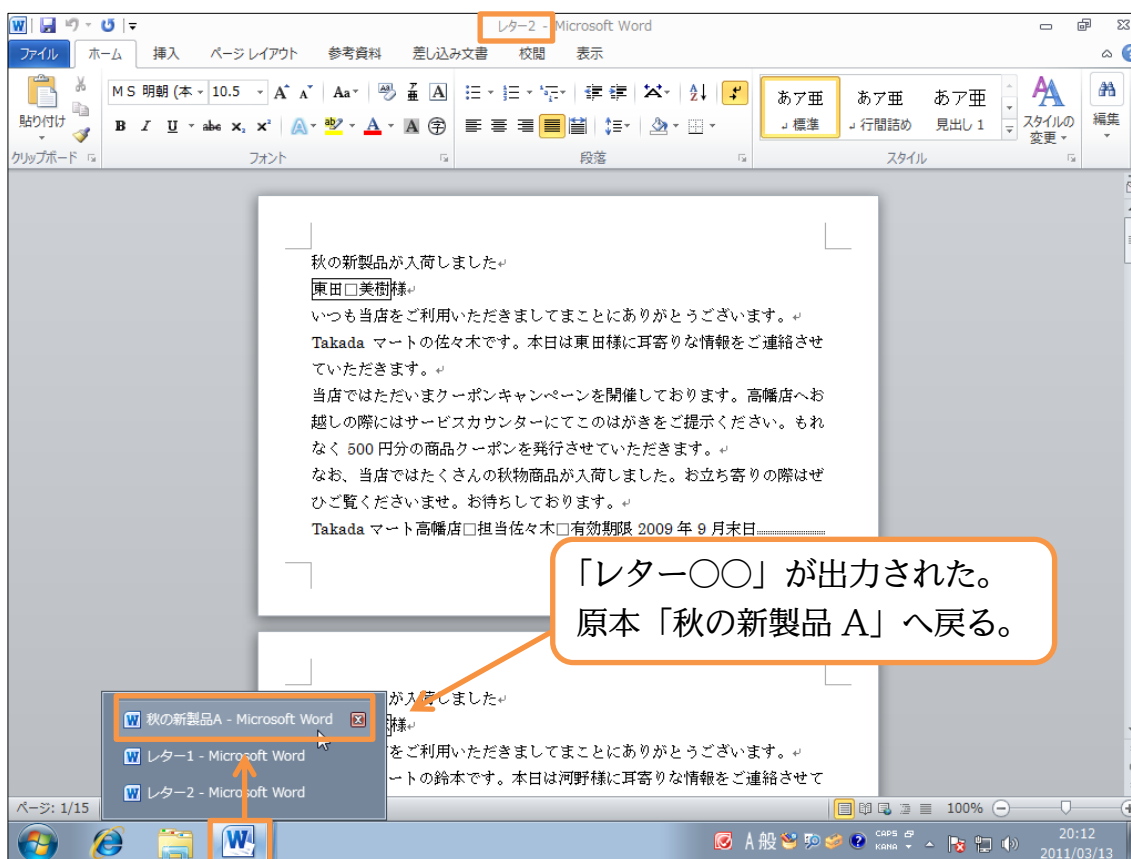 レター2 - Microsoft Word
ファイル ホーム 挿入 ページ レイアウト 参考資料 差し込み文書 校閲 表示
貼り付け
ＭＳ 明朝 (本 10.5
あア亜 あア亜 あア亜
標準 行間詰め 見出し 1
スタイルの変更
編集
クリップボード フォント 段落 スタイル
秋の新製品が入荷しました
東田□美樹様
いつも当店をご利用いただきましてまことにありがとうございます。
Takada マートの佐々木です。本日は東田様に耳寄りな情報をご連絡させ
ていただきます。
当店ではただいまクーポンキャンペーンを開催しております。高幡店へお
越しの際にはサービスカウンターにてこのはがきをご提示ください。もれ
なく 500 円分の商品クーポンを発行させていただきます。
なお、当店ではたくさんの秋物商品が入荷しました。お立ち寄りの際はぜ
ひご覧くださいませ。お待ちしております。
Takada マート高幡店□担当佐々木□有効期限 2009 年 9 月末日
「レター〇〇」が出力された。
原本「秋の新製品 A」へ戻る。
が入荷しました
様
をご利用いただきましてまことにありがとうございます。
ートの鈴木です。本日は河野様に耳寄りな情報をご連絡させて
秋の新製品A - Microsoft Word
レター1 - Microsoft Word
レター2 - Microsoft Word
ページ: 1/15
100%
A 般 CAPS KANA
20:12
2011/03/13